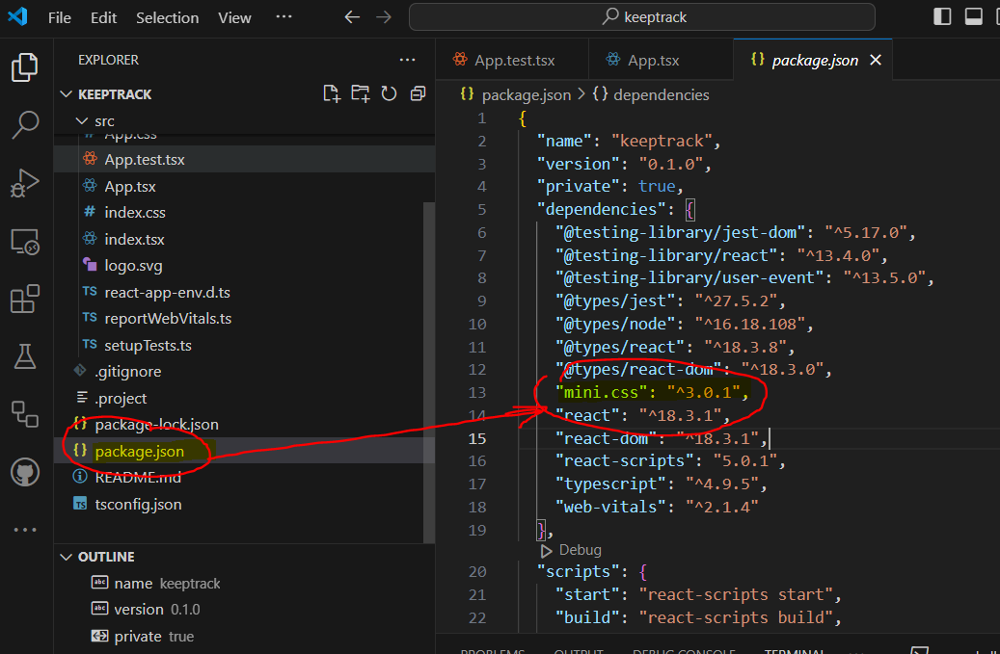 File Edit Selection View ··· keeptrack
EXPLORER ···
KEEPTRACK
src
App.css
App.test.tsx
App.tsx
# index.css
index.tsx
logo.svg
TS react-app-env.d.ts
TS reportWebVitals.ts
TS setupTests.ts
.gitignore
.project
{} package-lock.json
{} package.json
README.md
TS tsconfig.json
OUTLINE
abc name keeptrack
abc version 0.1.0
private true
App.test.tsx App.tsx {} package.json
{} package.json > {} dependencies
1 {
2 "name": "keeptrack",
3 "version": "0.1.0",
4 "private": true,
5 "dependencies": {
6 "@testing-library/jest-dom": "^5.17.0",
7 "@testing-library/react": "^13.4.0",
8 "@testing-library/user-event": "^13.5.0",
9 "@types/jest": "^27.5.2",
10 "@types/node": "^16.18.108",
11 "@types/react": "^18.3.8",
12 "@types/react-dom": "^18.3.0",
13 "mini.css": "^3.0.1",
14 "react": "^18.3.1",
15 "react-dom": "^18.3.1",
16 "react-scripts": "5.0.1",
17 "typescript": "^4.9.5",
18 "web-vitals": "^2.1.4"
19 },
Debug
20 "scripts": {
21 "start": "react-scripts start",
22 "build": "react-scripts build",
PROBLEMS OUTPUT DEBUG CONSOLE TERMINAL